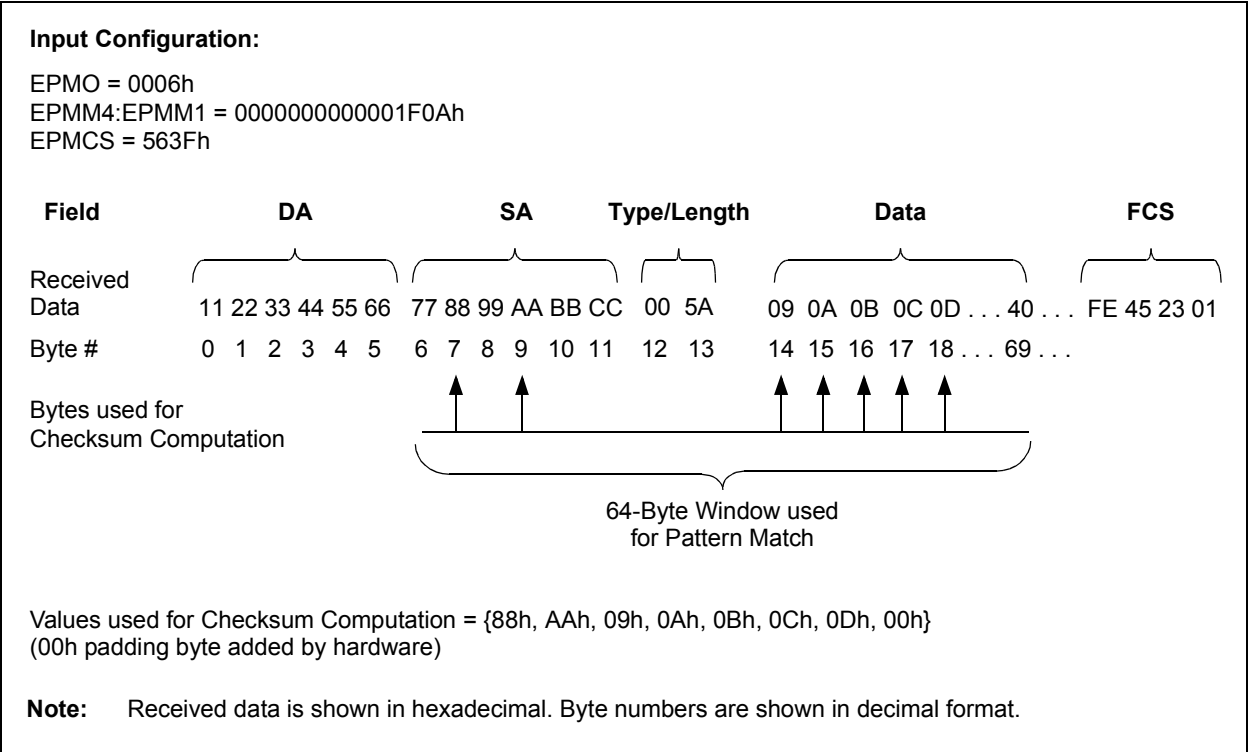 Input Configuration:
EPMO = 0006h
EPMM4:EPMM1 = 0000000000001F0Ah
EPMCS = 563Fh
Field DA SA Type/Length Data FCS
Received
Data 11 22 33 44 55 66 77 88 99 AA BB CC 00 5A 09 0A 0B 0C 0D . . . 40 . . . FE 45 23 01
Byte # 0 1 2 3 4 5 6 7 8 9 10 11 12 13 14 15 16 17 18 . . . 69 . . .
Bytes used for
Checksum Computation
64-Byte Window used
for Pattern Match
Values used for Checksum Computation = {88h, AAh, 09h, 0Ah, 0Bh, 0Ch, 0Dh, 00h}
(00h padding byte added by hardware)
Note: Received data is shown in hexadecimal. Byte numbers are shown in decimal format.